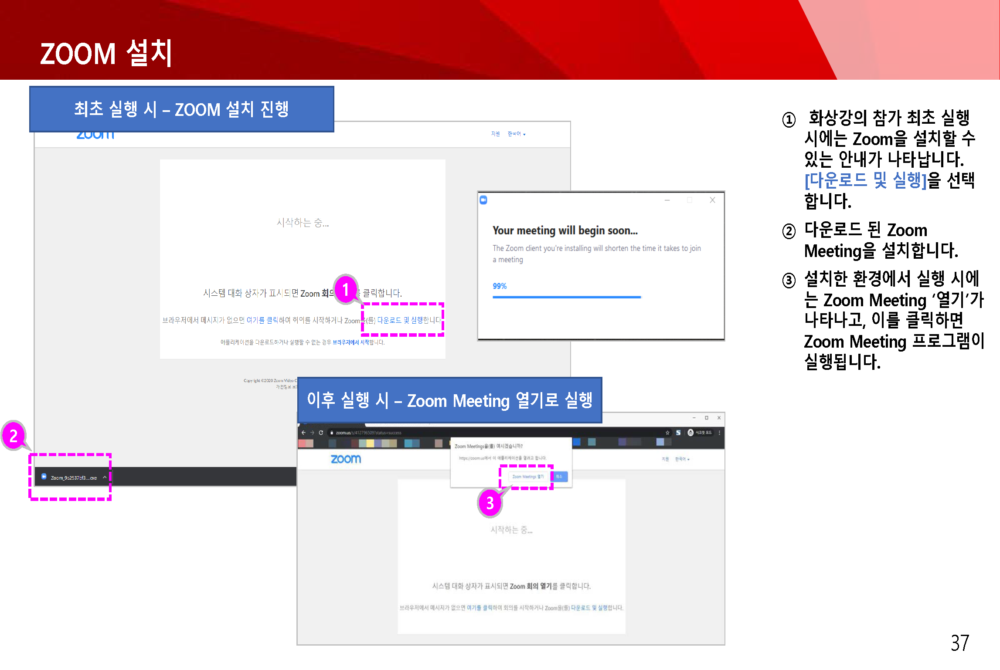 ZOOM 설치
최초 실행 시 – ZOOM 설치 진행
zoom
지원 한국어
시작하는 중...
시스템 대화 상자가 표시되면 Zoom 회의 를 클릭합니다.
1
브라우저에서 메시지가 없으면 여기를 클릭하여 회의를 시작하거나 Zoom을(를) 다운로드 및 실행합니다
애플리케이션을 다운로드하거나 실행할 수 없는 경우 브라우저에서 시작합니다.
Copyright ©2020 Zoom Video
개인정보
2
Zoom_9a2537bf3....exe
Your meeting will begin soon...
The Zoom client you're installing will shorten the time it takes to join
a meeting
99%
이후 실행 시 – Zoom Meeting 열기로 실행
zoom.us/s/412796509?status=success
시크릿 모드
Zoom Meetings을(를) 여시겠습니까?
https://zoom.us에서 이 애플리케이션을 열려고 합니다.
Zoom Meetings 열기 취소
zoom
지원 한국어
3
시작하는 중...
시스템 대화 상자가 표시되면 Zoom 회의 열기를 클릭합니다.
브라우저에서 메시지가 없으면 여기를 클릭하여 회의를 시작하거나 Zoom을(를) 다운로드 및 실행합니다.
① 화상강의 참가 최초 실행
시에는 Zoom을 설치할 수
있는 안내가 나타납니다.
[다운로드 및 실행]을 선택
합니다.
② 다운로드 된 Zoom
Meeting을 설치합니다.
③ 설치한 환경에서 실행 시에
는 Zoom Meeting ‘열기’가
나타나고, 이를 클릭하면
Zoom Meeting 프로그램이
실행됩니다.
37